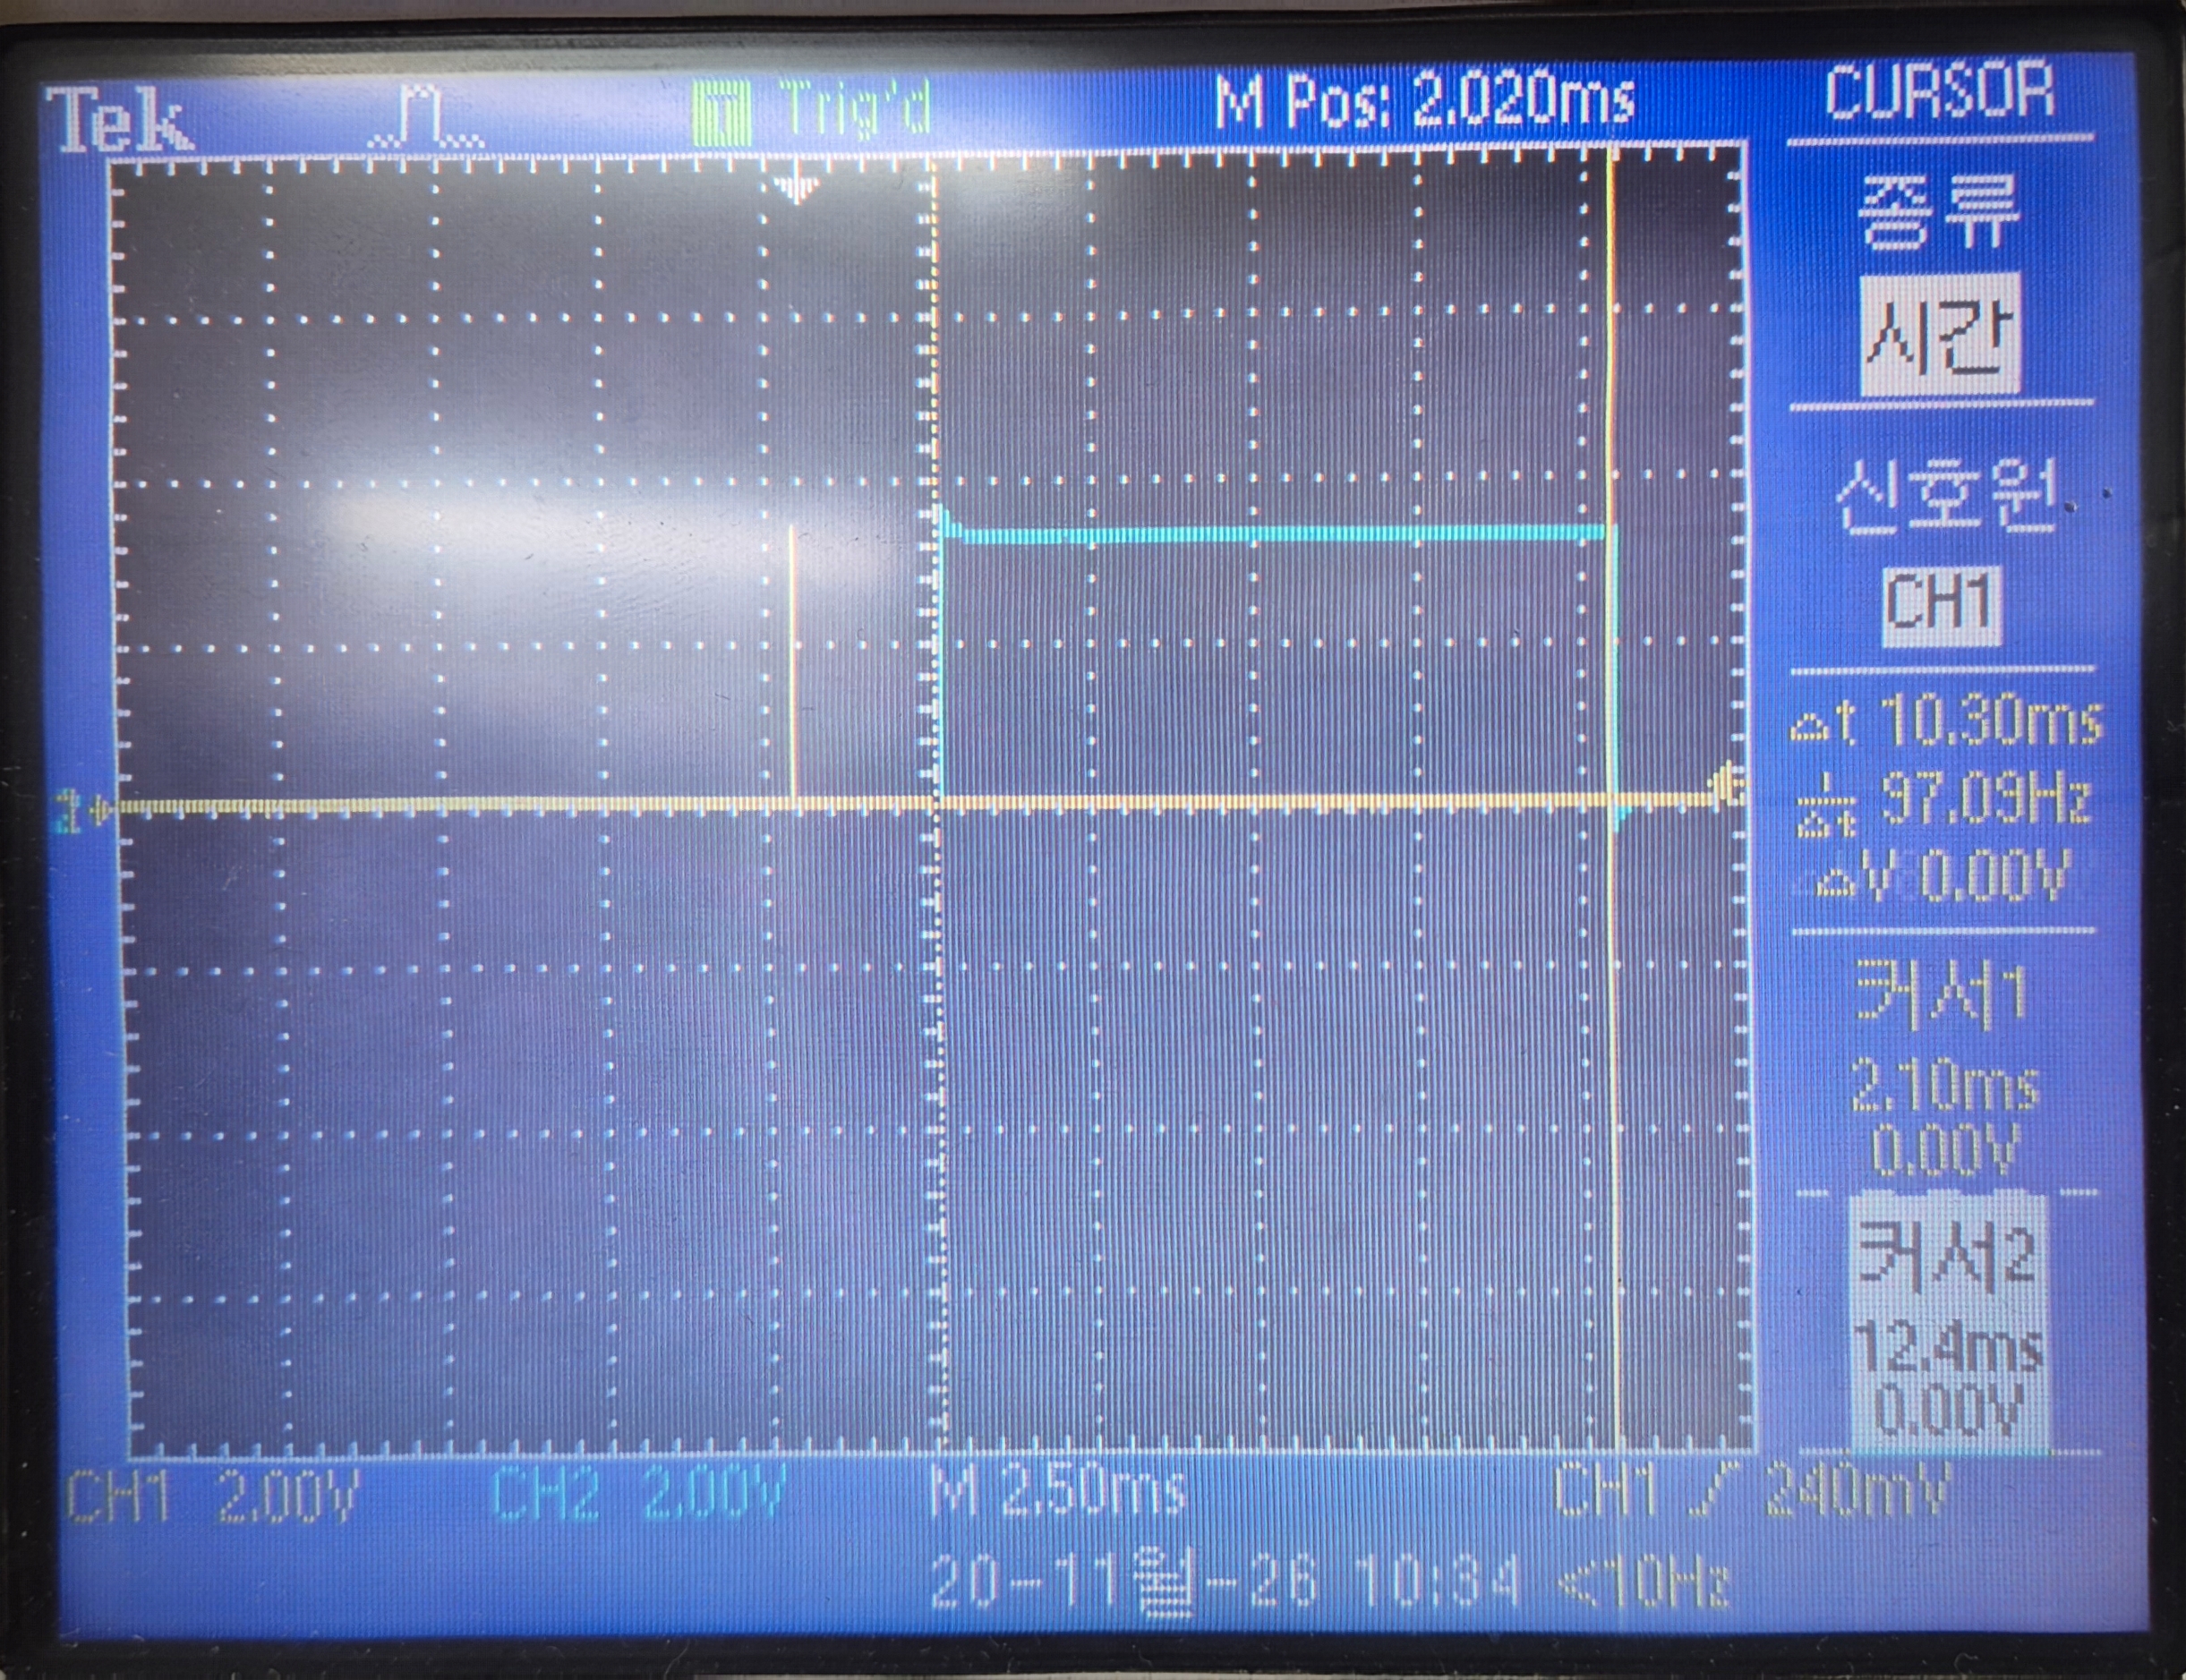 Tek T Trig'd M Pos: 2.020ms CURSOR
종류
시간
신호원
CH1
△t 10.30ms
1/△t 97.09Hz
△V 0.00V
커서1
2.10ms
0.00V
커서2
12.4ms
0.00V
CH1 2.00V CH2 2.00V M 2.50ms CH1 240mV
20-11월-26 10:34 <10Hz